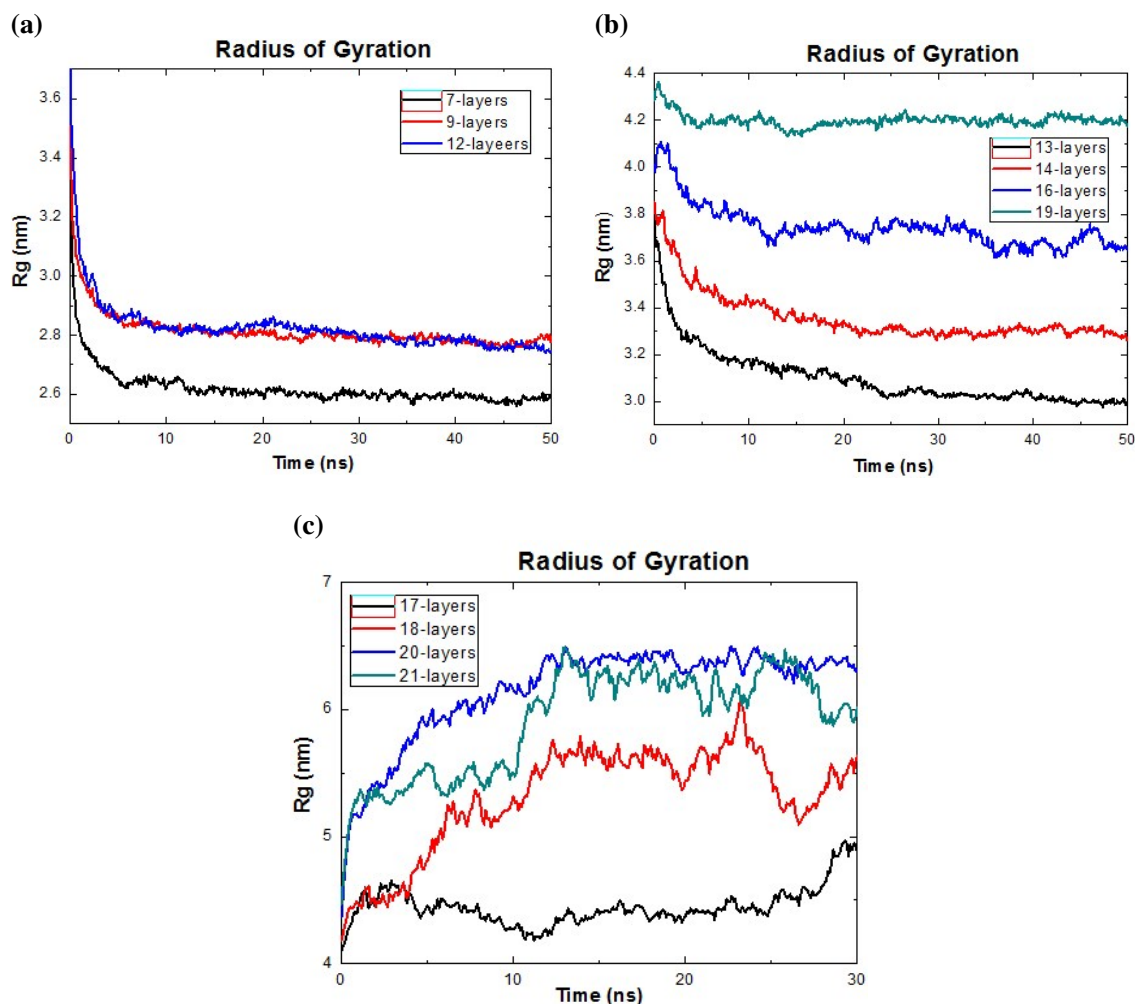 (a)
Radius of Gyration
7-layers
9-layers
12-layeers
3.6
3.4
3.2
3.0
2.8
2.6
Rg (nm)
0 10 20 30 40 50
Time (ns)
(b)
Radius of Gyration
13-layers
14-layers
16-layers
19-layers
4.4
4.2
4.0
3.8
3.6
3.4
3.2
3.0
Rg (nm)
0 10 20 30 40 50
Time (ns)
(c)
Radius of Gyration
17-layers
18-layers
20-layers
21-layers
7
6
5
4
Rg (nm)
0 10 20 30
Time (ns)